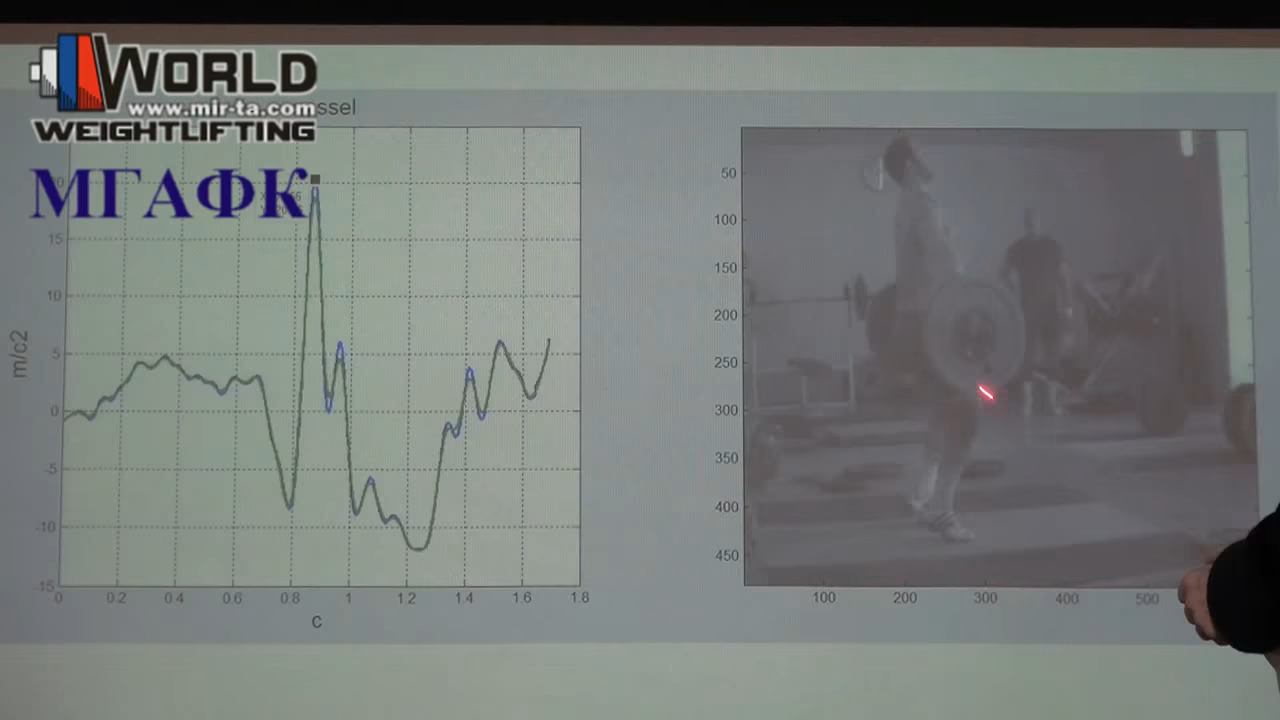 WORLD
www.mir-ta.com
WEIGHTLIFTING
ssel
МГАФК
20
15
10
5
0
-5
-10
-15
m/c2
0 0.2 0.4 0.6 0.8 1 1.2 1.4 1.6 1.8
c
50
100
150
200
250
300
350
400
450
100 200 300 400 500